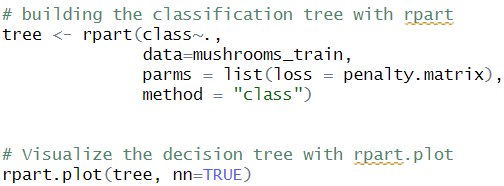 # building the classification tree with rpart
tree <- rpart(class~.,
data=mushrooms_train,
parms = list(loss = penalty.matrix),
method = "class")
# Visualize the decision tree with rpart.plot
rpart.plot(tree, nn=TRUE)